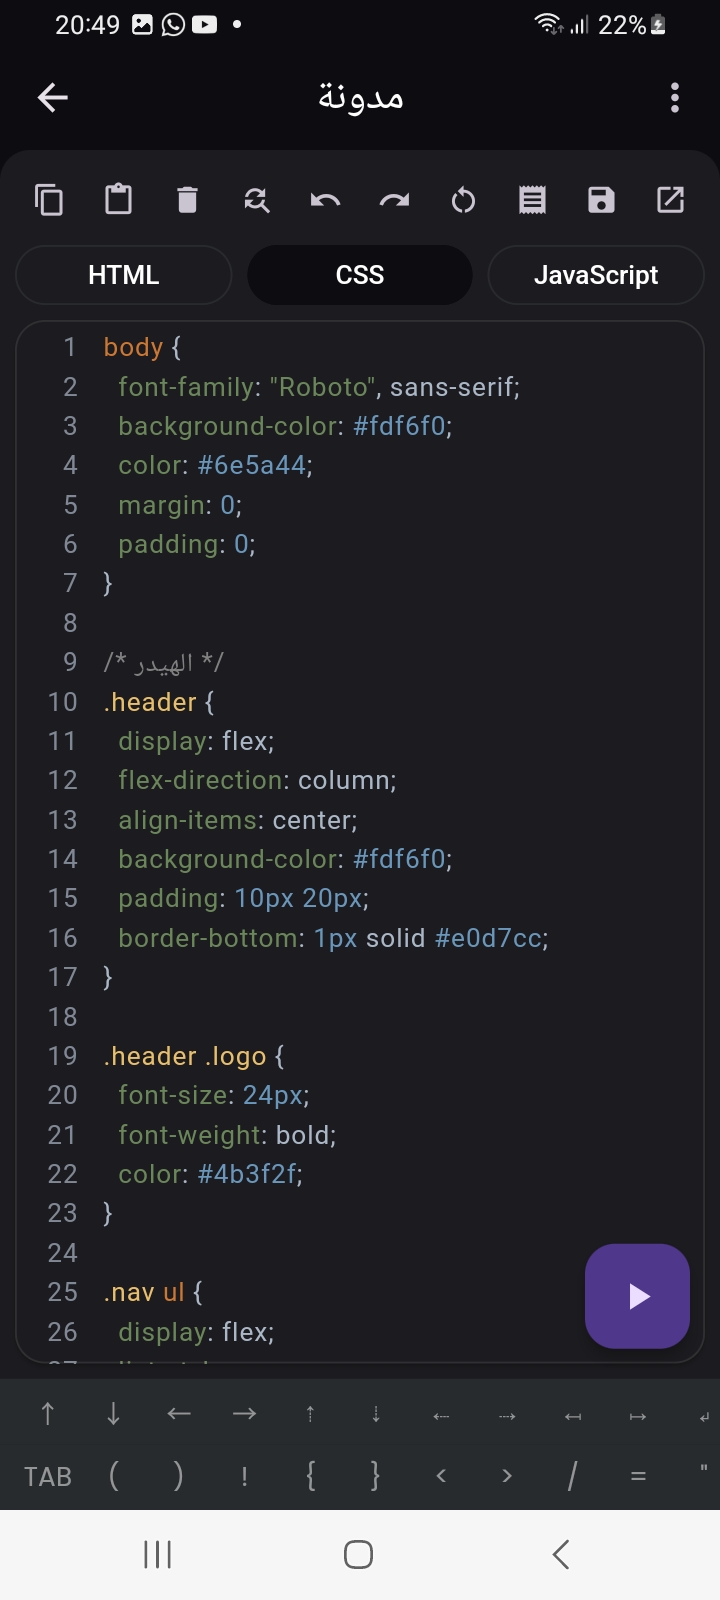 20:49 22%
مدونة
HTML CSS JavaScript
1 body {
2 font-family: "Roboto", sans-serif;
3 background-color: #fdf6f0;
4 color: #6e5a44;
5 margin: 0;
6 padding: 0;
7 }
8
9 /* الهيدر */
10 .header {
11 display: flex;
12 flex-direction: column;
13 align-items: center;
14 background-color: #fdf6f0;
15 padding: 10px 20px;
16 border-bottom: 1px solid #e0d7cc;
17 }
18
19 .header .logo {
20 font-size: 24px;
21 font-weight: bold;
22 color: #4b3f2f;
23 }
24
25 .nav ul {
26 display: flex;
↑ ↓ ← → ⇡ ⇣ ⇠ ⇢ ↤ ↦ ↲
TAB ( ) ! { } < > / = "